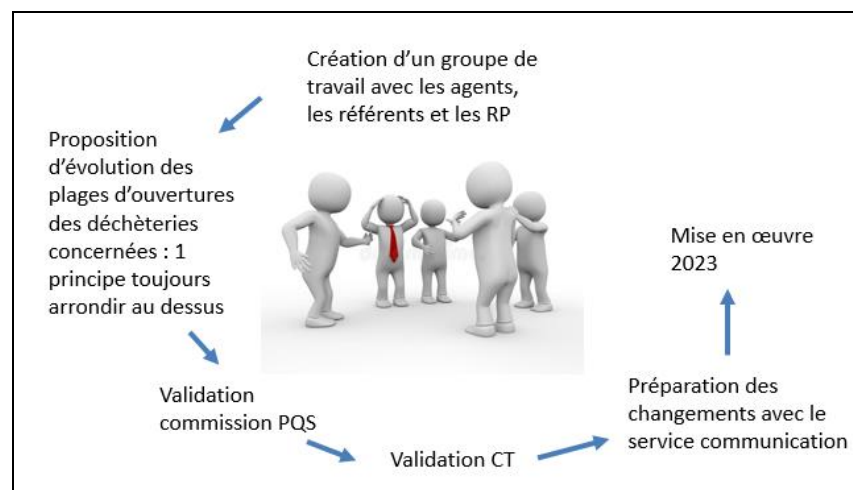 Création d’un groupe de
travail avec les agents,
les référents et les RP
Proposition
d’évolution des
plages d’ouvertures
des déchèteries
concernées : 1
principe toujours
arrondir au dessus
Validation
commission PQS
Validation CT
Préparation des
changements avec le
service communication
Mise en œuvre
2023